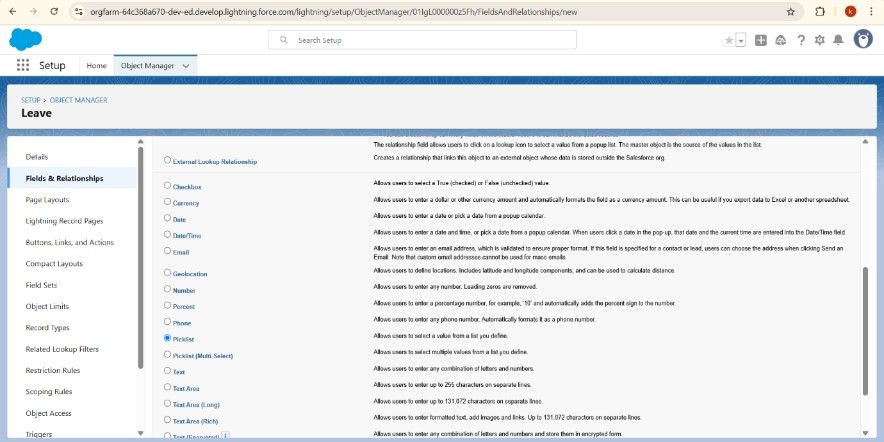 orgfarm-64c368a670-dev-ed.develop.lightning.force.com/lightning/setup/ObjectManager/01IgL000000z5Fh/FieldsAndRelationships/new
k
Search Setup
Setup
Home
Object Manager
SETUP > OBJECT MANAGER
Leave
Details
Fields & Relationships
Page Layouts
Lightning Record Pages
Buttons, Links, and Actions
Compact Layouts
Field Sets
Object Limits
Record Types
Related Lookup Filters
Restriction Rules
Scoping Rules
Object Access
Triggers
The relationship field allows users to click on a lookup icon to select a value from a popup list. The master object is the source of the values in the list.
External Lookup Relationship
Creates a relationship that links this object to an external object whose data is stored outside the Salesforce org.
Checkbox
Allows users to select a True (checked) or False (unchecked) value.
Currency
Allows users to enter a dollar or other currency amount and automatically formats the field as a currency amount. This can be useful if you export data to Excel or another spreadsheet.
Date
Allows users to enter a date or pick a date from a popup calendar.
Date/Time
Allows users to enter a date and time, or pick a date from a popup calendar. When users click a date in the pop-up, that date and the current time are entered into the Date/Time field.
Email
Allows users to enter an email address, which is validated to ensure proper format. If this field is specified for a contact or lead, users can choose the address when clicking Send an
Email. Note that custom email addresses cannot be used for mass emails.
Geolocation
Allows users to define locations. Includes latitude and longitude components, and can be used to calculate distance.
Number
Allows users to enter any number. Leading zeros are removed.
Percent
Allows users to enter a percentage number, for example, '10' and automatically adds the percent sign to the number.
Phone
Allows users to enter any phone number. Automatically formats it as a phone number.
Picklist
Allows users to select a value from a list you define.
Picklist (Multi-Select)
Allows users to select multiple values from a list you define.
Text
Allows users to enter any combination of letters and numbers.
Text Area
Allows users to enter up to 255 characters on separate lines.
Text Area (Long)
Allows users to enter up to 131,072 characters on separate lines.
Text Area (Rich)
Allows users to enter formatted text, add images and links. Up to 131,072 characters on separate lines.
Text (Encrypted) i
Allows users to enter any combination of letters and numbers and store them in encrypted form.